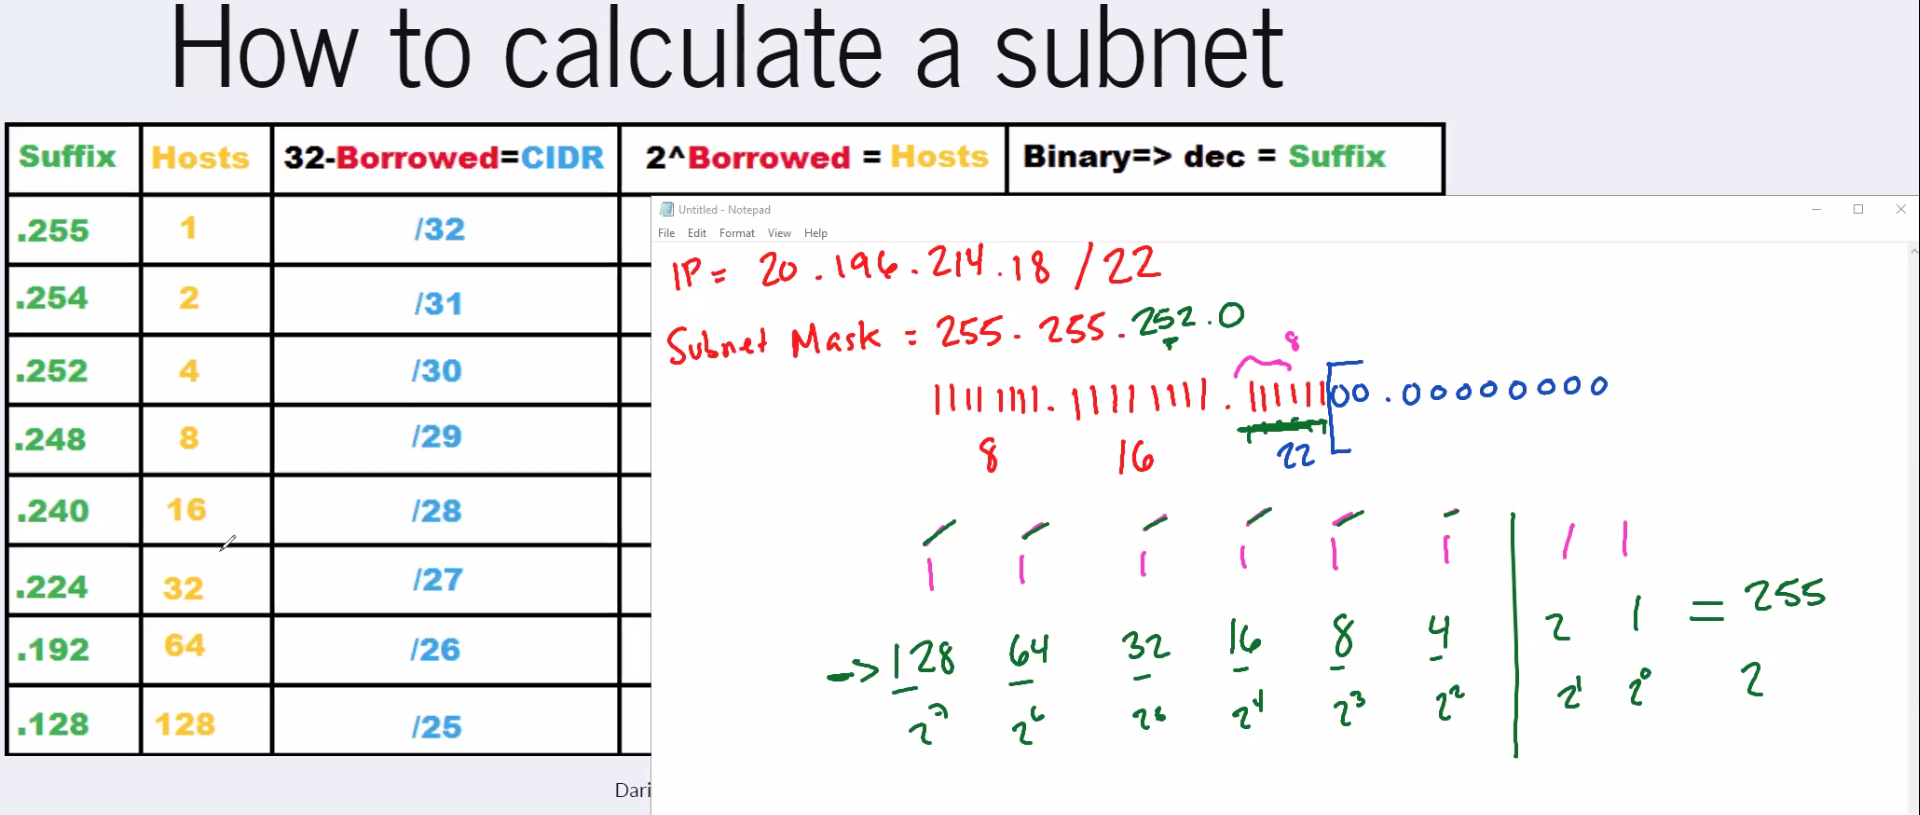 How to calculate a subnet
Suffix Hosts 32-Borrowed=CIDR 2^Borrowed = Hosts Binary=> dec = Suffix
.255 1 /32
.254 2 /31
.252 4 /30
.248 8 /29
.240 16 /28
.224 32 /27
.192 64 /26
.128 128 /25
Dari
Untitled - Notepad
File Edit Format View Help
IP = 20.196.214.18 /22
Subnet Mask = 255.255.252.0
8
11111111.11111111.11111100.00000000
8 16 22
1 1 1 1 1 1 1 1
->128 64 32 16 8 4 2 1 = 255
2^7 2^6 2^5 2^4 2^3 2^2 2^1 2^0 2